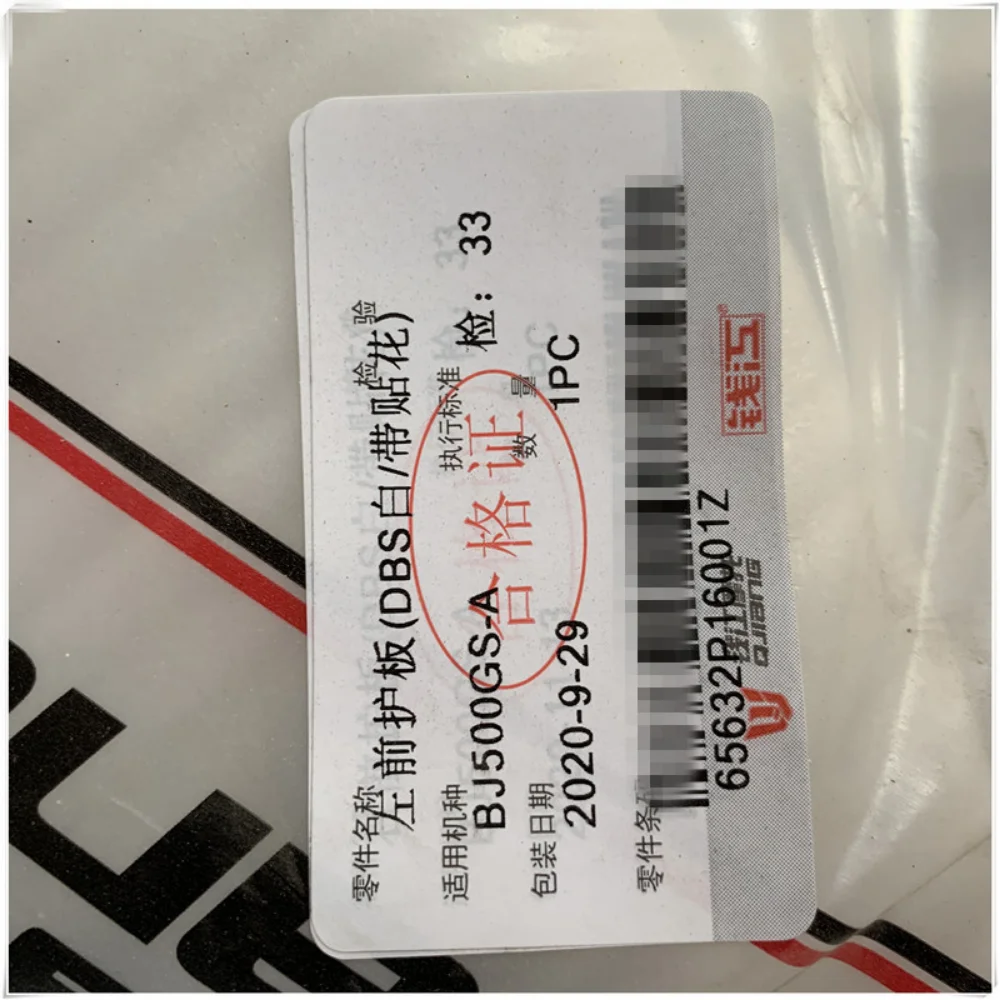 零件名称 检 验
左前护板(DBS白/带贴花)
适用机种 执行标准
BJ500GS-A 检：33
合格证
包装日期 数 量
2020-9-29 1PC
零件条码
65632P16001Z
QJIANG
钱江®